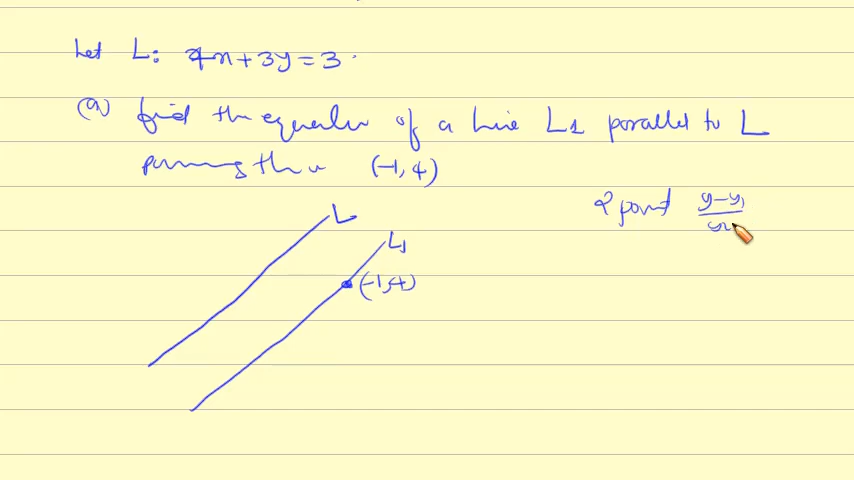 Let L: 4x+3y=3.
(a) find the equation of a line L1 parallel to L
passing thru (-1,4)
2 point y-y1
L
L1
(-1,4)